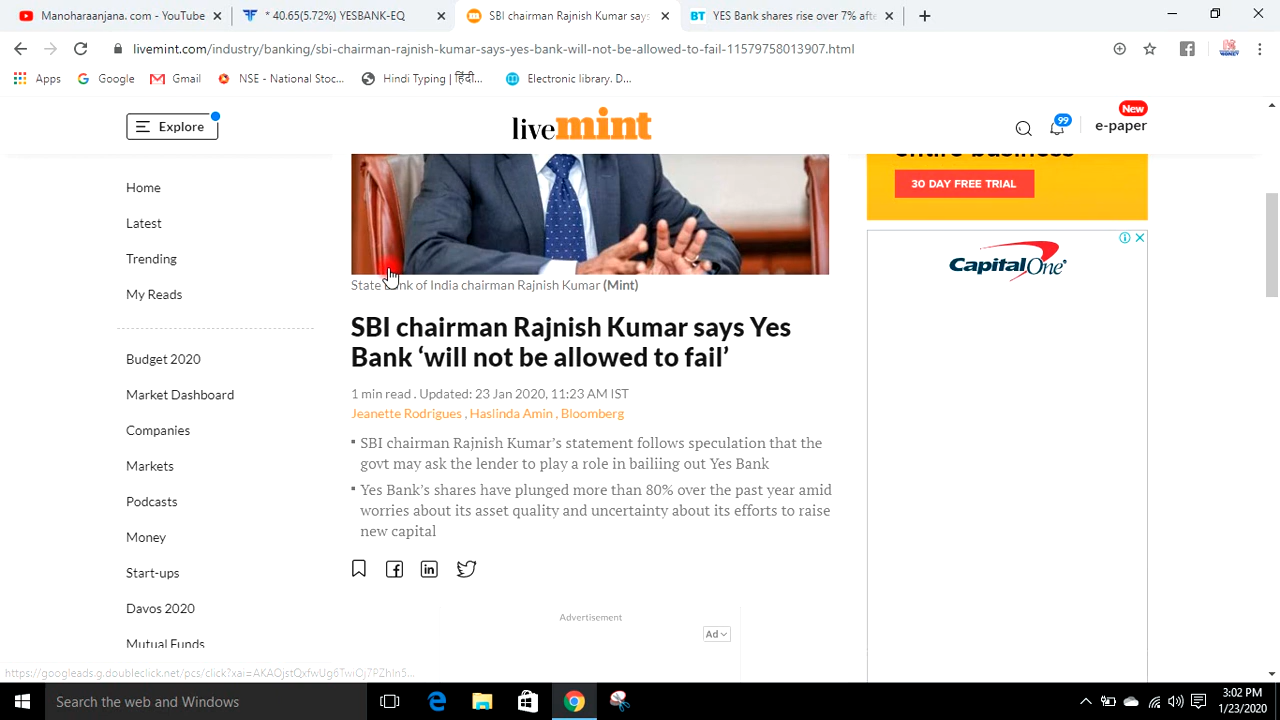 Manoharanjana. com - YouTube
* 40.65(5.72%) YESBANK-EQ
SBI chairman Rajnish Kumar says
YES Bank shares rise over 7% afte
livemint.com/industry/banking/sbi-chairman-rajnish-kumar-says-yes-bank-will-not-be-allowed-to-fail-11579758013907.html
Apps
Google
Gmail
NSE - National Stoc...
Hindi Typing | हिंदी...
Electronic library. D...
Explore
livemint
99
New
e-paper
30 DAY FREE TRIAL
Capital One
Home
Latest
Trending
My Reads
Budget 2020
Market Dashboard
Companies
Markets
Podcasts
Money
Start-ups
Davos 2020
Mutual Funds
State Bank of India chairman Rajnish Kumar (Mint)
SBI chairman Rajnish Kumar says Yes
Bank ‘will not be allowed to fail’
1 min read . Updated: 23 Jan 2020, 11:23 AM IST
Jeanette Rodrigues , Haslinda Amin , Bloomberg
▪ SBI chairman Rajnish Kumar’s statement follows speculation that the
govt may ask the lender to play a role in bailiing out Yes Bank
▪ Yes Bank’s shares have plunged more than 80% over the past year amid
worries about its asset quality and uncertainty about its efforts to raise
new capital
Advertisement
Ad
Search the web and Windows
3:02 PM
1/23/2020